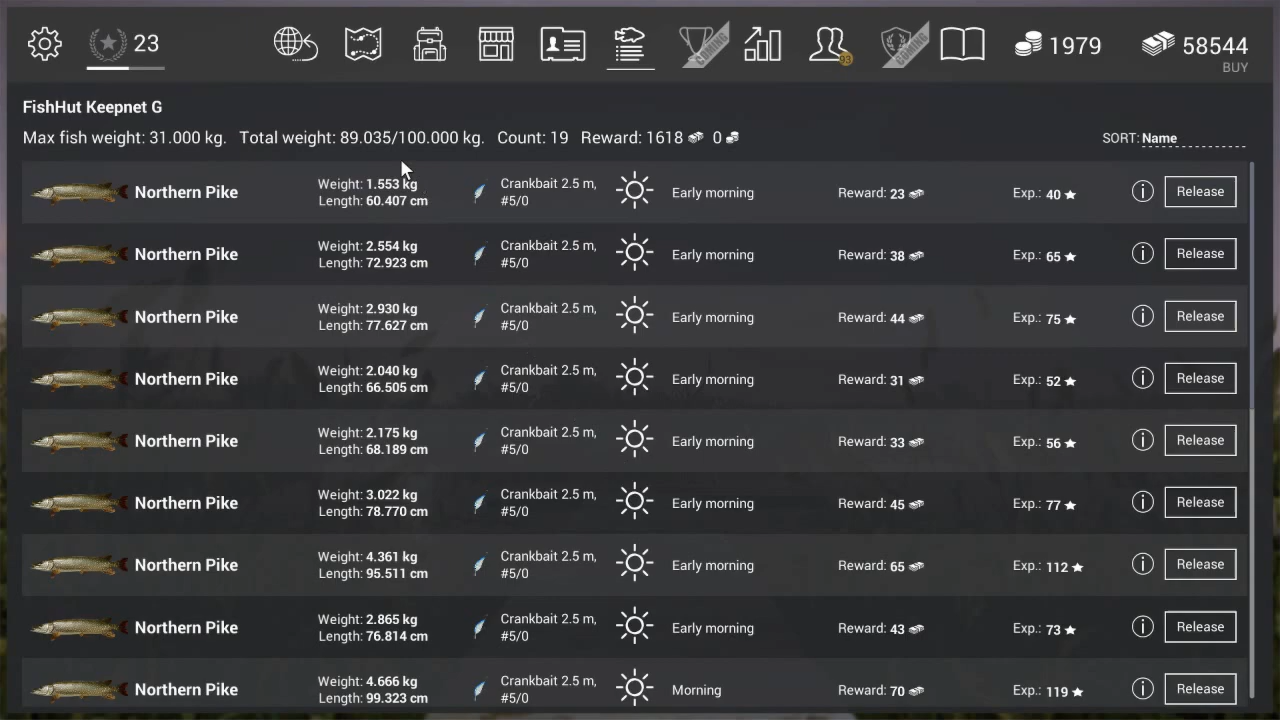 23
COMING
93
COMING
1979
58544
BUY
FishHut Keepnet G
Max fish weight: 31.000 kg. Total weight: 89.035/100.000 kg. Count: 19 Reward: 1618 0
SORT: Name
Northern Pike
Weight: 1.553 kg
Length: 60.407 cm
Crankbait 2.5 m,
#5/0
Early morning
Reward: 23
Exp.: 40
Release
Northern Pike
Weight: 2.554 kg
Length: 72.923 cm
Crankbait 2.5 m,
#5/0
Early morning
Reward: 38
Exp.: 65
Release
Northern Pike
Weight: 2.930 kg
Length: 77.627 cm
Crankbait 2.5 m,
#5/0
Early morning
Reward: 44
Exp.: 75
Release
Northern Pike
Weight: 2.040 kg
Length: 66.505 cm
Crankbait 2.5 m,
#5/0
Early morning
Reward: 31
Exp.: 52
Release
Northern Pike
Weight: 2.175 kg
Length: 68.189 cm
Crankbait 2.5 m,
#5/0
Early morning
Reward: 33
Exp.: 56
Release
Northern Pike
Weight: 3.022 kg
Length: 78.770 cm
Crankbait 2.5 m,
#5/0
Early morning
Reward: 45
Exp.: 77
Release
Northern Pike
Weight: 4.361 kg
Length: 95.511 cm
Crankbait 2.5 m,
#5/0
Early morning
Reward: 65
Exp.: 112
Release
Northern Pike
Weight: 2.865 kg
Length: 76.814 cm
Crankbait 2.5 m,
#5/0
Early morning
Reward: 43
Exp.: 73
Release
Northern Pike
Weight: 4.666 kg
Length: 99.323 cm
Crankbait 2.5 m,
#5/0
Morning
Reward: 70
Exp.: 119
Release